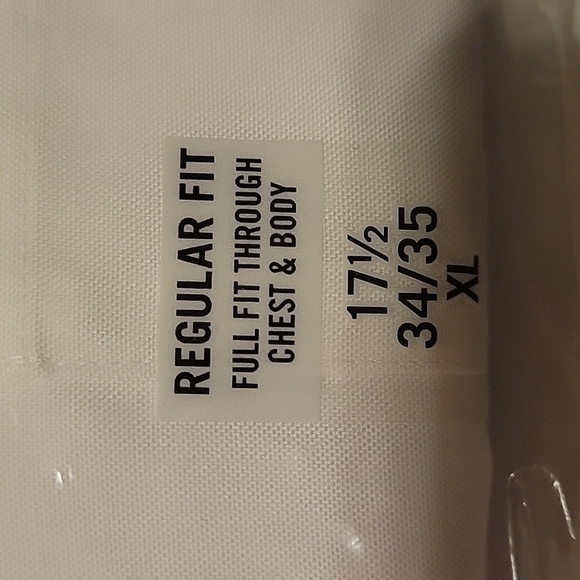 REGULAR FIT
FULL FIT THROUGH
CHEST & BODY
17½
34/35
XL